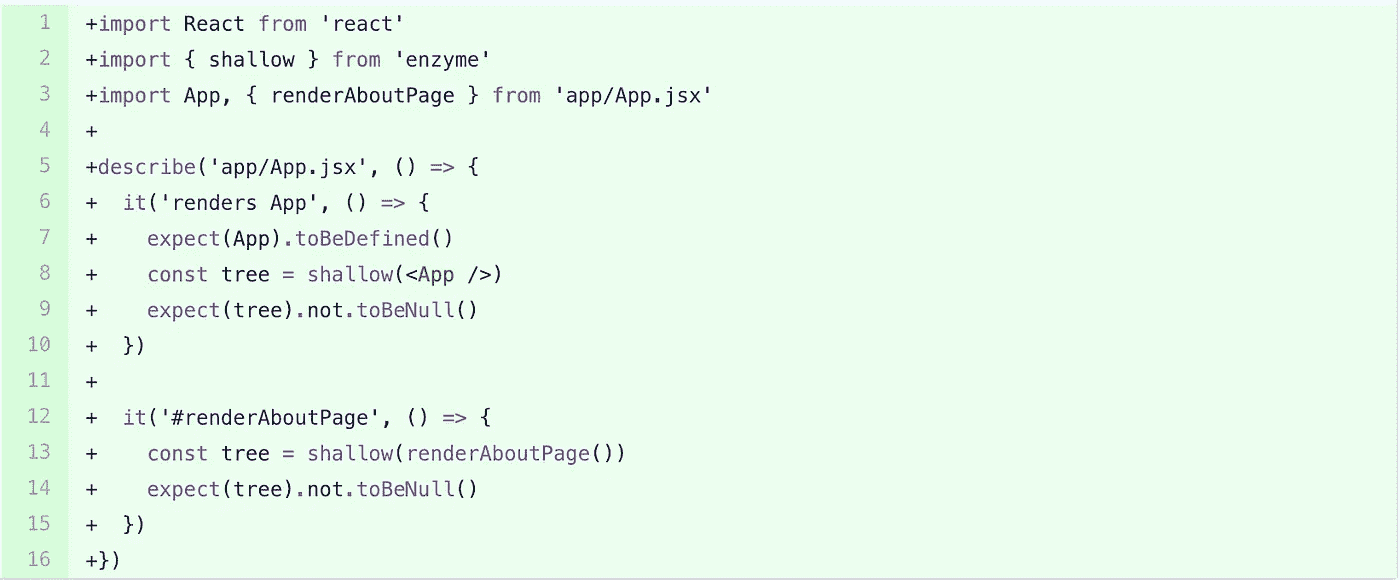 1 +import React from 'react'
2 +import { shallow } from 'enzyme'
3 +import App, { renderAboutPage } from 'app/App.jsx'
4 +
5 +describe('app/App.jsx', () => {
6 +  it('renders App', () => {
7 +    expect(App).toBeDefined()
8 +    const tree = shallow(<App />)
9 +    expect(tree).not.toBeNull()
10 +  })
11 +
12 +  it('#renderAboutPage', () => {
13 +    const tree = shallow(renderAboutPage())
14 +    expect(tree).not.toBeNull()
15 +  })
16 +})